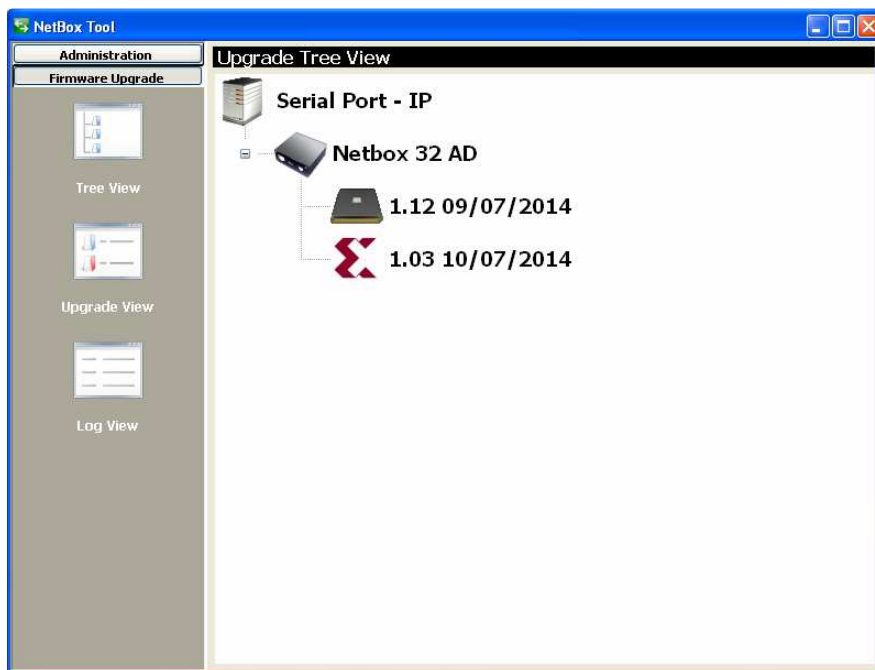 NetBox Tool
Administration
Firmware Upgrade
Tree View
Upgrade View
Log View
Upgrade Tree View
Serial Port - IP
Netbox 32 AD
1.12 09/07/2014
1.03 10/07/2014